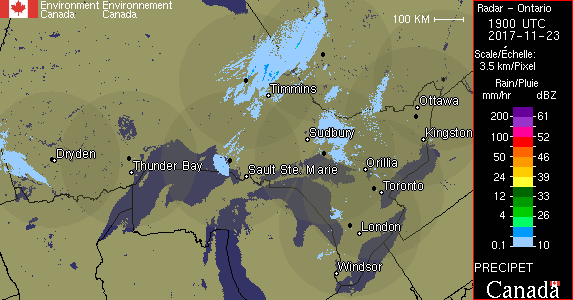 Environment Environnement
Canada Canada
100 KM
Timmins
Ottawa
Sudbury
Kingston
Dryden
Thunder Bay
Sault Ste. Marie
Orillia
Toronto
London
Windsor
Radar - Ontario
1900 UTC
2017-11-23
Scale/Échelle:
3.5 km/Pixel
Rain/Pluie
mm/hr dBZ
200 61
100 56
100 52
50 46
24 39
12 33
4 26
0.1 10
PRECIPET
Canada